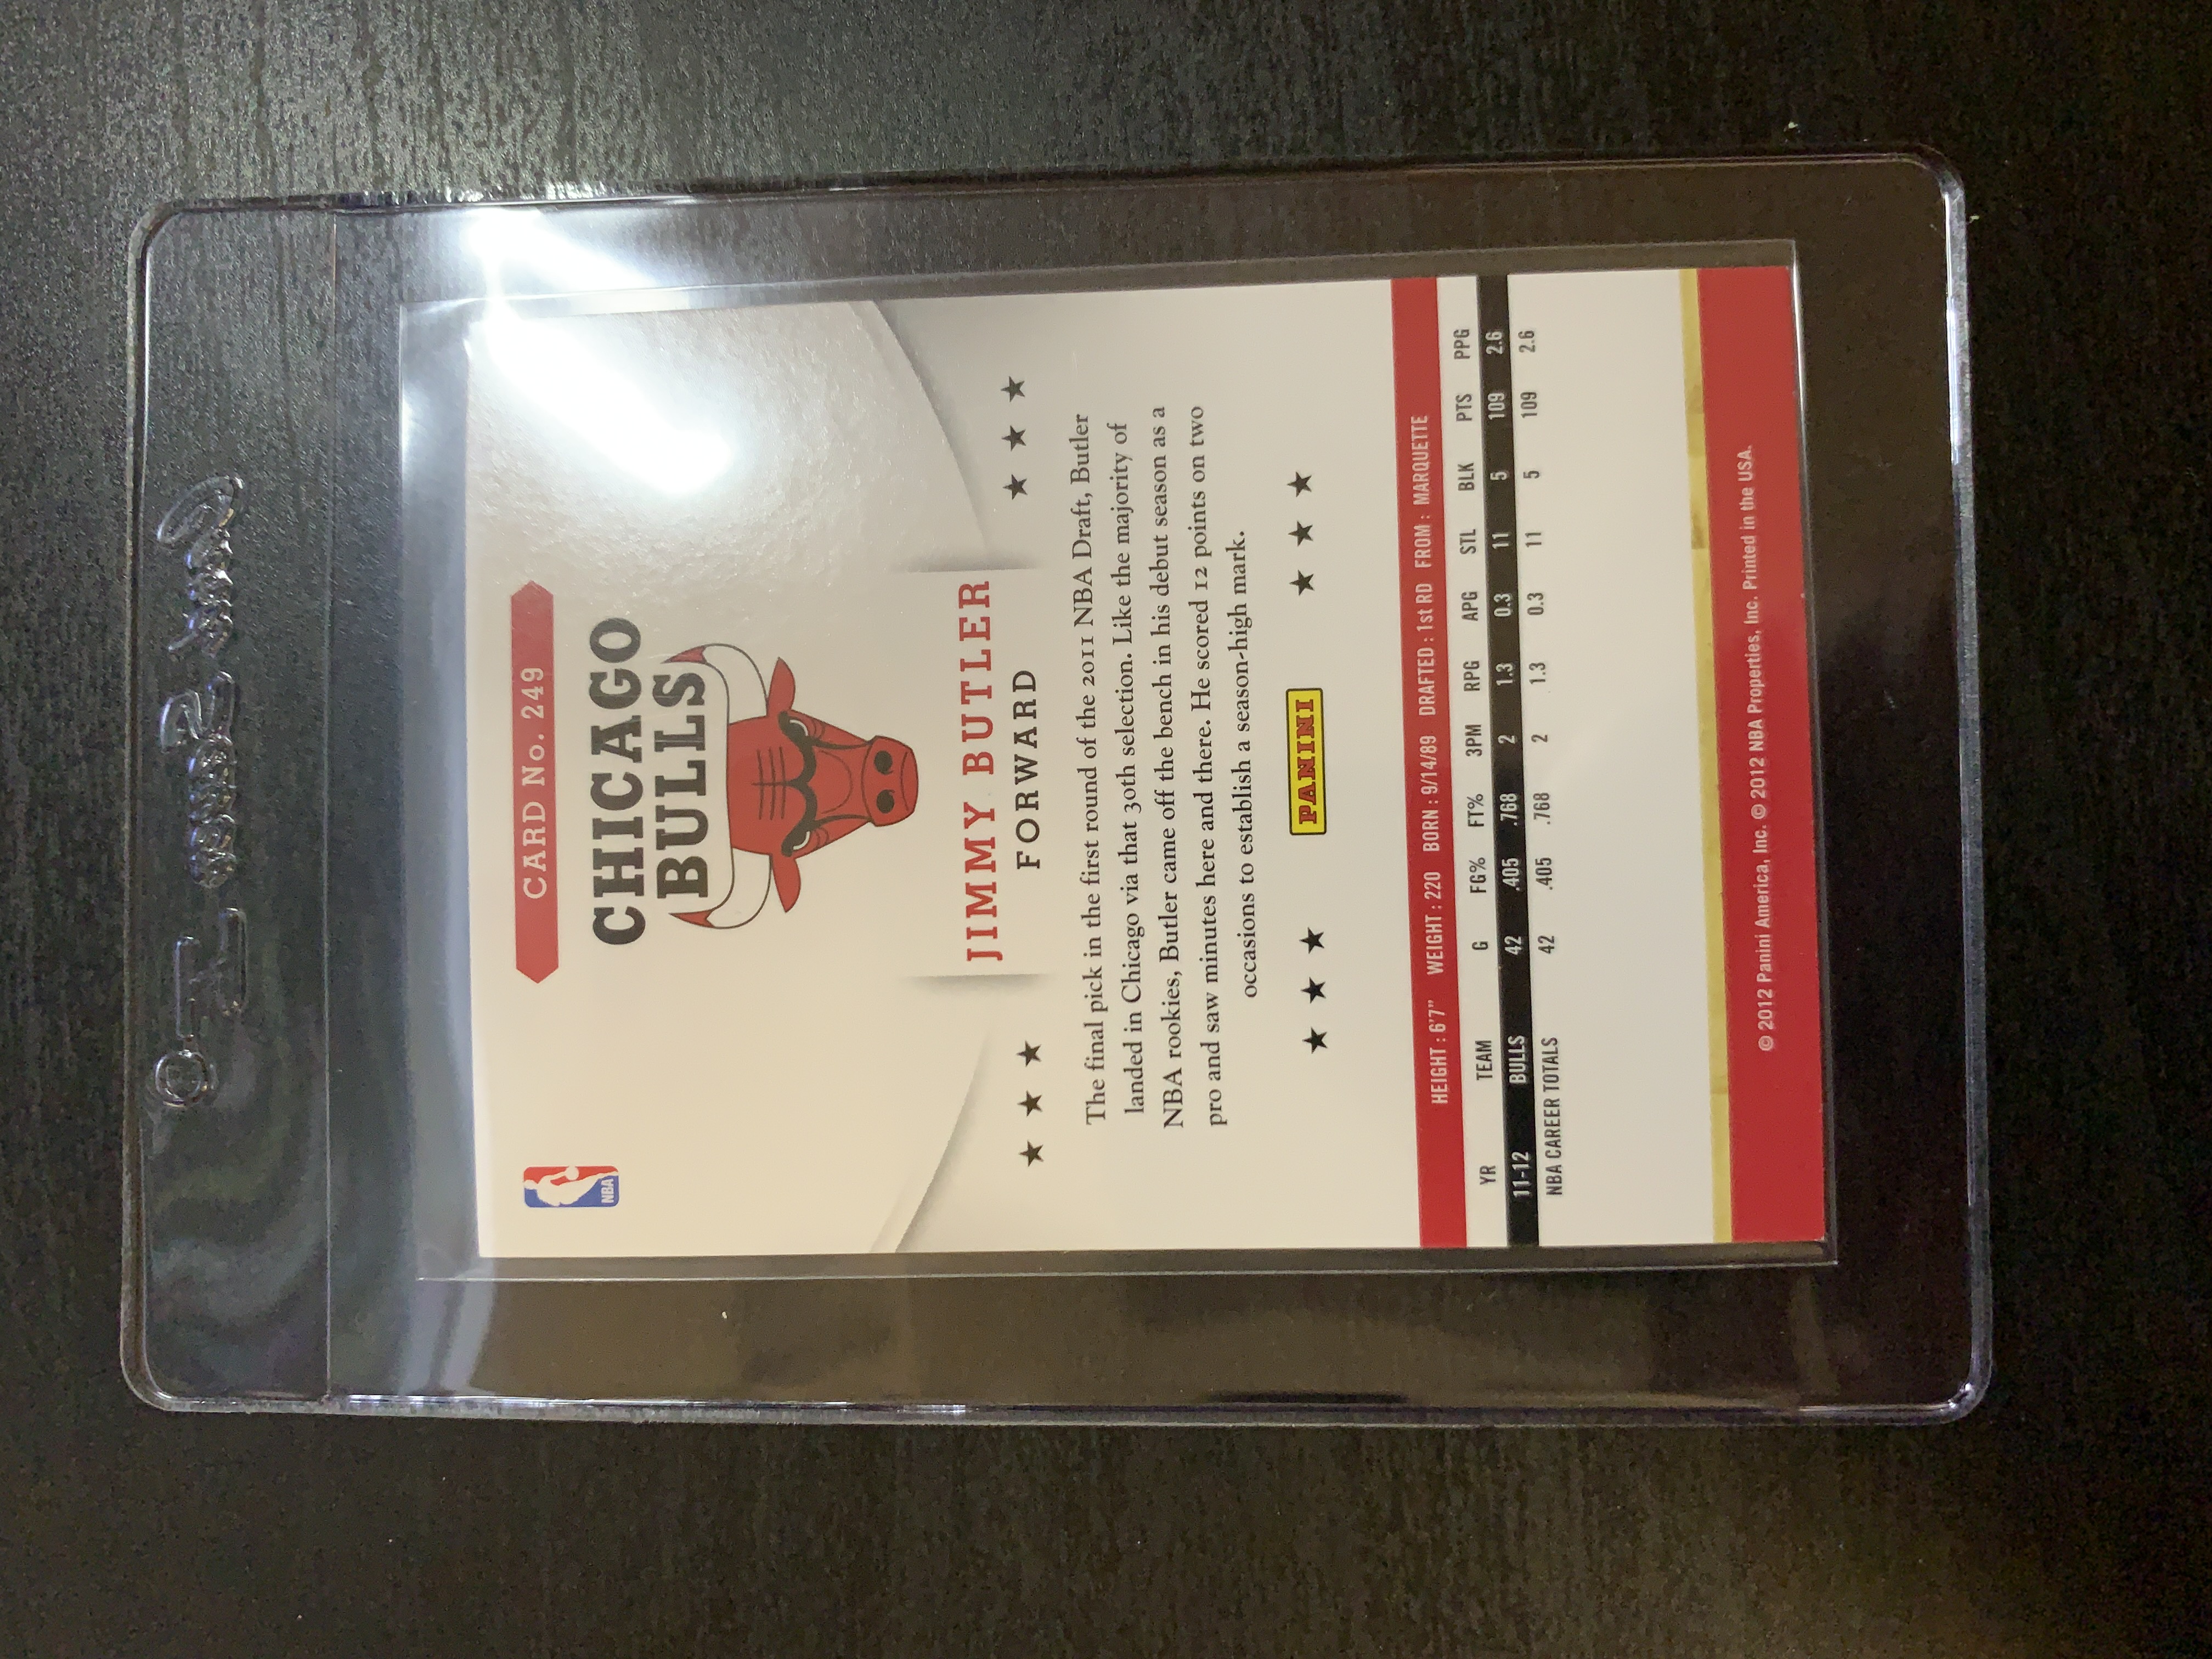 Card Saver I
NBA
CARD No. 249
CHICAGO
BULLS
JIMMY BUTLER
FORWARD
The final pick in the first round of the 2011 NBA Draft, Butler
landed in Chicago via that 30th selection. Like the majority of
NBA rookies, Butler came off the bench in his debut season as a
pro and saw minutes here and there. He scored 12 points on two
occasions to establish a season-high mark.
PANINI
HEIGHT : 6'7" WEIGHT : 220 BORN : 9/14/89 DRAFTED : 1st RD FROM : MARQUETTE
YR TEAM G FG% FT% 3PM RPG APG STL BLK PTS PPG
11-12 BULLS 42 .405 .768 2 1.3 0.3 11 5 109 2.6
NBA CAREER TOTALS 42 .405 .768 2 1.3 0.3 11 5 109 2.6
© 2012 Panini America, Inc. © 2012 NBA Properties, Inc. Printed in the USA.